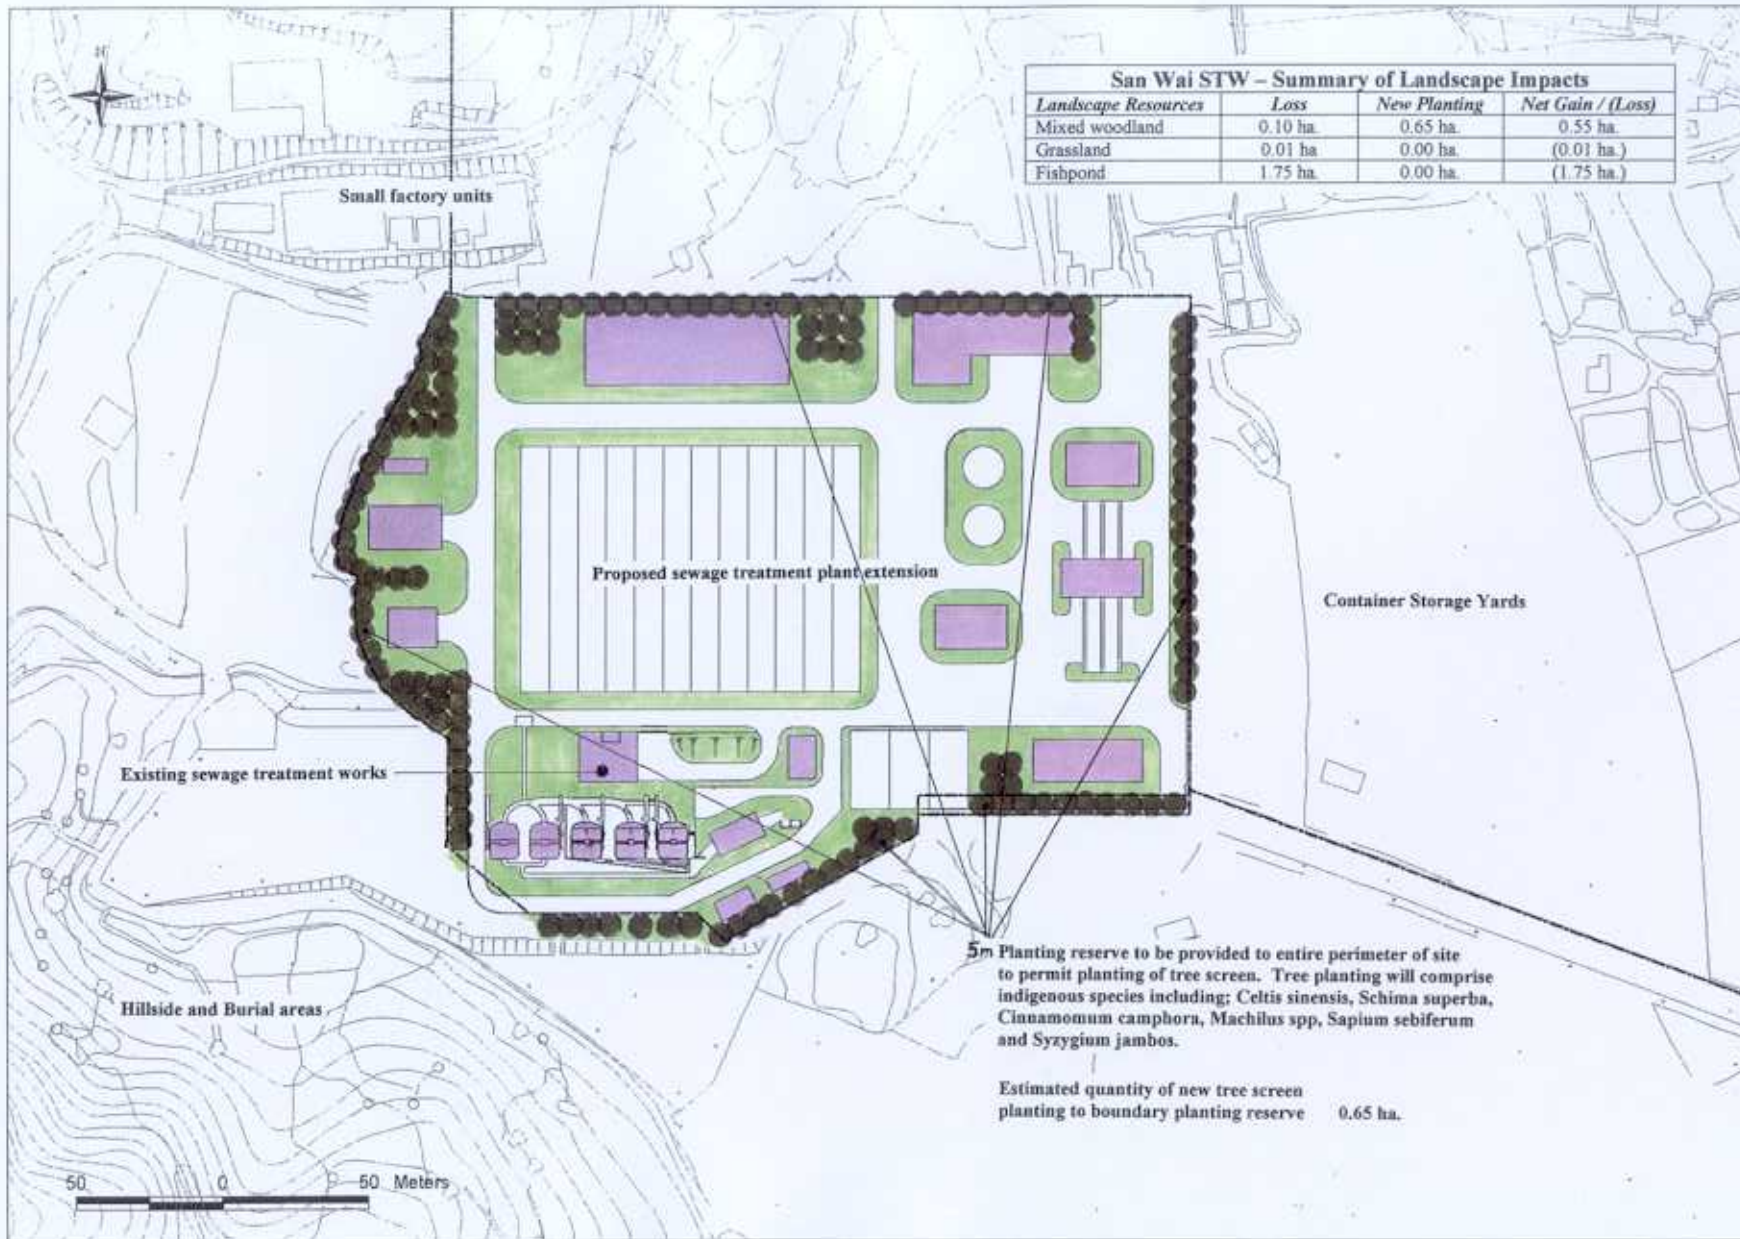 N
San Wai STW – Summary of Landscape Impacts
Landscape Resources Loss New Planting Net Gain / (Loss)
Mixed woodland 0.10 ha. 0.65 ha. 0.55 ha.
Grassland 0.01 ha 0.00 ha. (0.01 ha.)
Fishpond 1.75 ha. 0.00 ha. (1.75 ha.)
Small factory units
Proposed sewage treatment plant extension
Container Storage Yards
Existing sewage treatment works
Hillside and Burial areas
5m Planting reserve to be provided to entire perimeter of site
to permit planting of tree screen. Tree planting will comprise
indigenous species including; Celtis sinensis, Schima superba,
Cinnamomum camphora, Machilus spp, Sapium sebiferum
and Syzygium jambos.
Estimated quantity of new tree screen
planting to boundary planting reserve 0.65 ha.
50 0 50 Meters